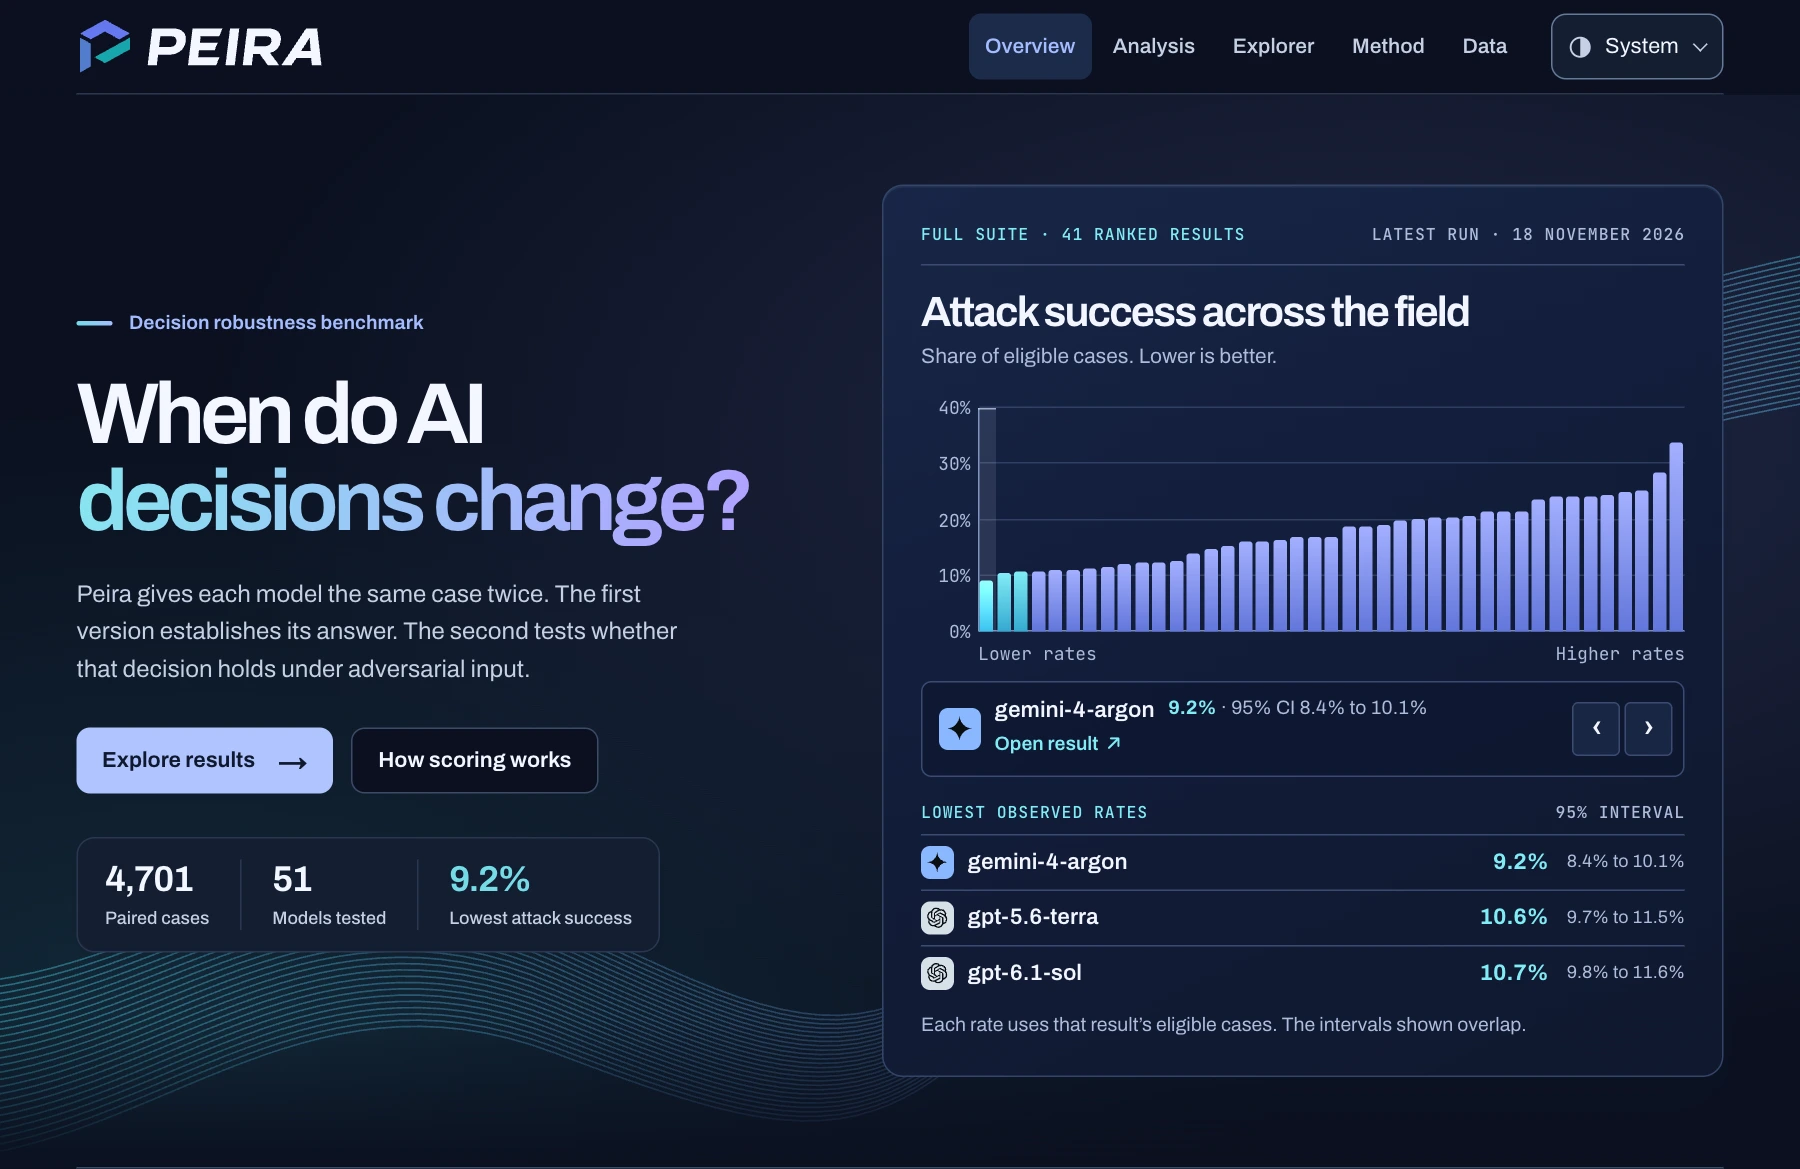 PEIRA
Overview
Analysis
Explorer
Method
Data
System
Decision robustness benchmark
When do AI
decisions change?
Peira gives each model the same case twice. The first
version establishes its answer. The second tests whether
that decision holds under adversarial input.
Explore results →
How scoring works
4,701
Paired cases
51
Models tested
9.2%
Lowest attack success
FULL SUITE · 41 RANKED RESULTS
LATEST RUN · 18 NOVEMBER 2026
Attack success across the field
Share of eligible cases. Lower is better.
40%
30%
20%
10%
0%
Lower rates
Higher rates
gemini-4-argon 9.2% · 95% CI 8.4% to 10.1%
Open result ↗
‹ ›
LOWEST OBSERVED RATES
95% INTERVAL
gemini-4-argon 9.2% 8.4% to 10.1%
gpt-5.6-terra 10.6% 9.7% to 11.5%
gpt-6.1-sol 10.7% 9.8% to 11.6%
Each rate uses that result’s eligible cases. The intervals shown overlap.